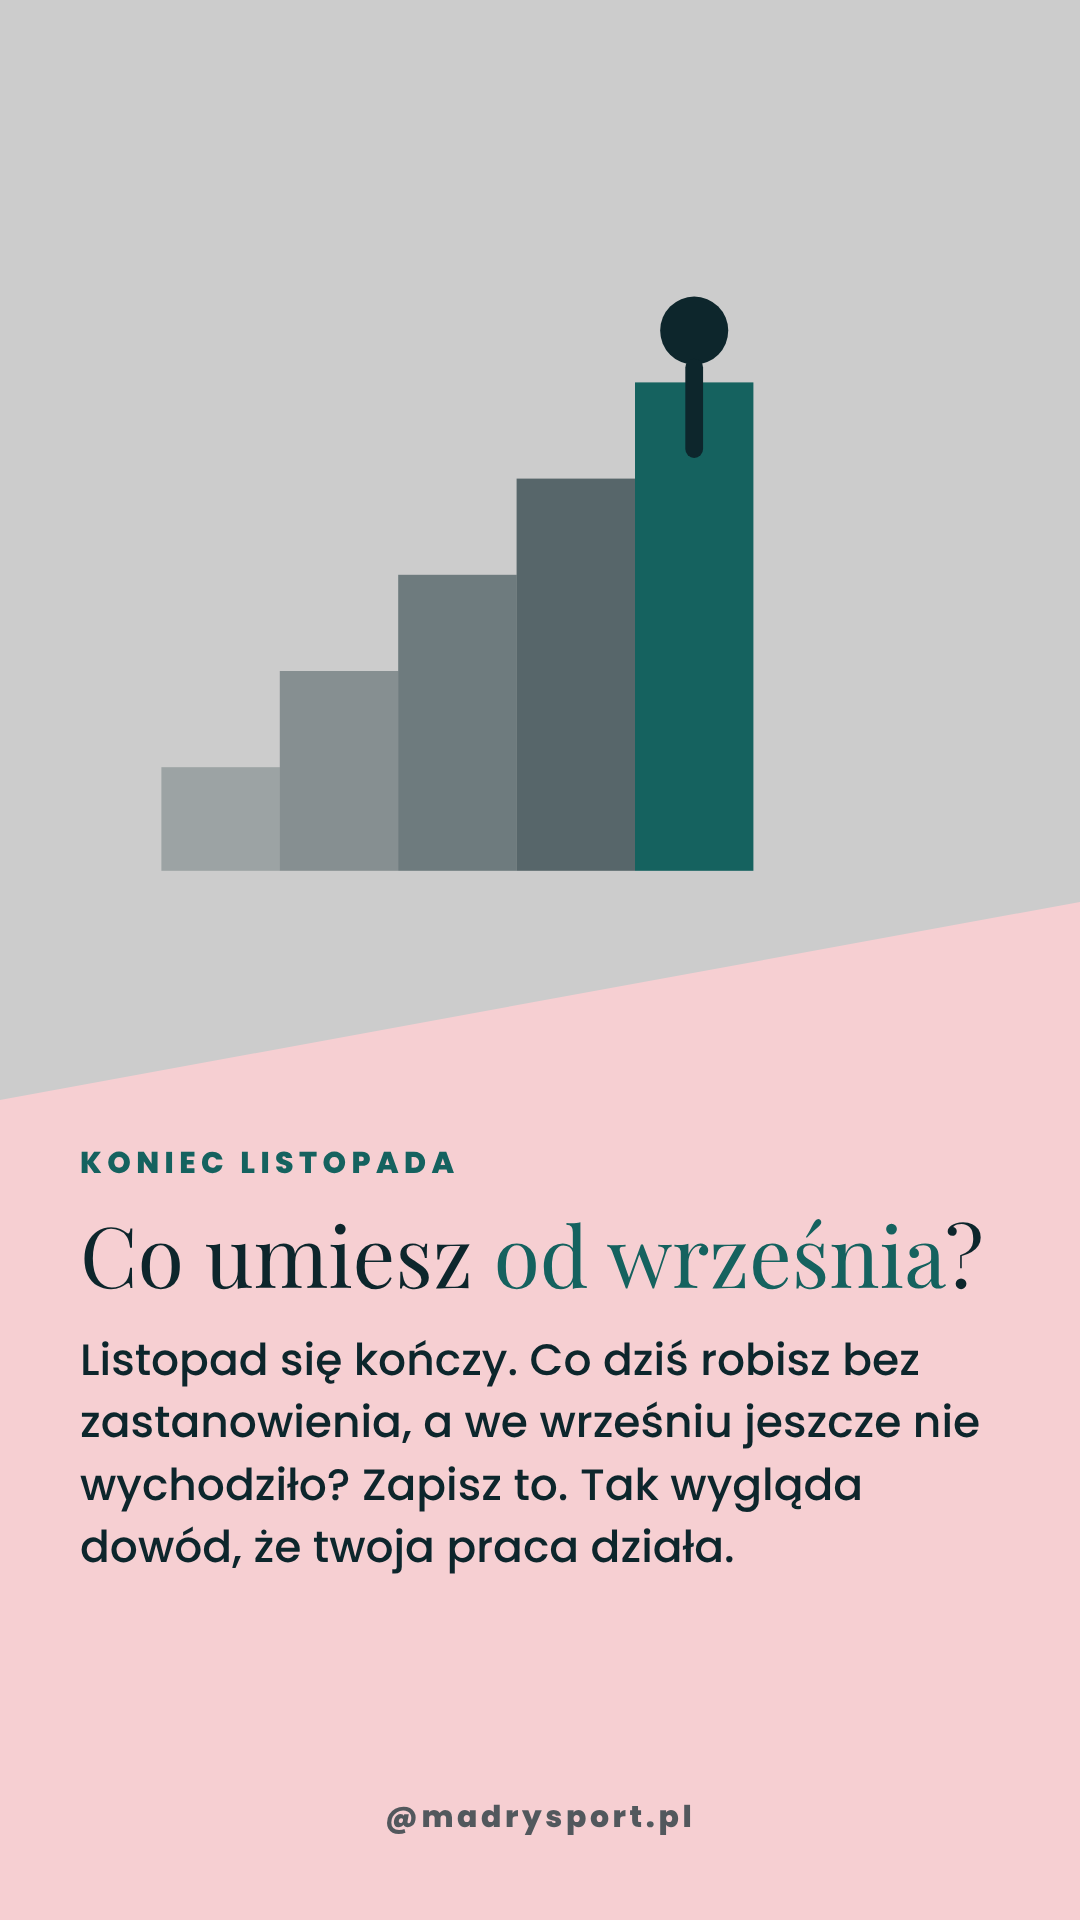 KONIEC LISTOPADA
Co umiesz od września?
Listopad się kończy. Co dziś robisz bez
zastanowienia, a we wrześniu jeszcze nie
wychodziło? Zapisz to. Tak wygląda
dowód, że twoja praca działa.
@madrysport.pl